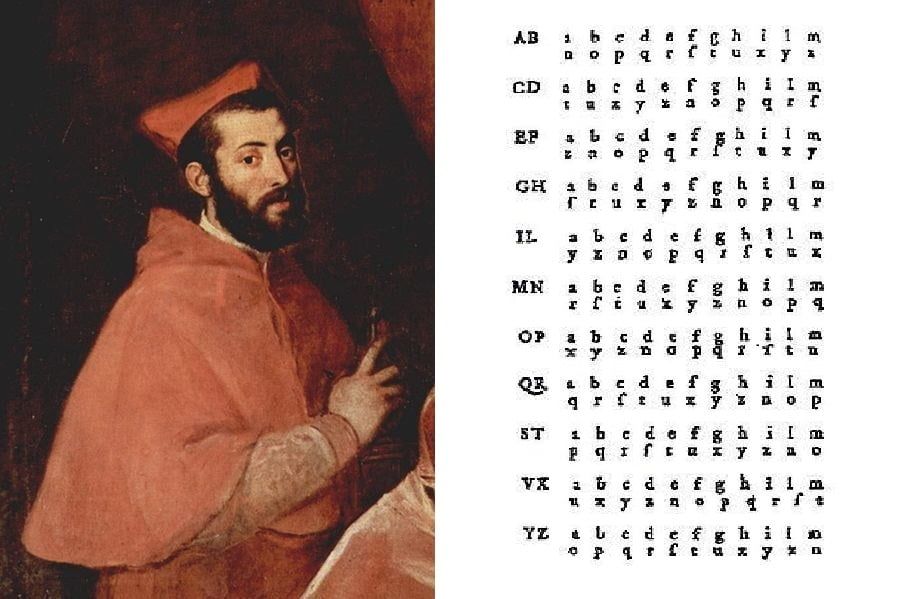 AB a b c d e f g h i l m
n o p q r ſ t u x y z
CD a b c d e f g h i l m
t u x y z n o p q r ſ
EF a b c d e f g h i l m
z n o p q r ſ t u x y
GH a b c d e f g h i l m
ſ t u x y z n o p q r
IL a b c d e f g h i l m
y z n o p q r ſ t u x
MN a b c d e f g h i l m
r ſ t u x y z n o p q
OP a b c d e f g h i l m
x y z n o p q r ſ t u
QR a b c d e f g h i l m
q r ſ t u x y z n o p
ST a b c d e f g h i l m
p q r ſ t u x y z n o
VX a b c d e f g h i l m
u x y z n o p q r ſ t
YZ a b c d e f g h i l m
o p q r ſ t u x y z n